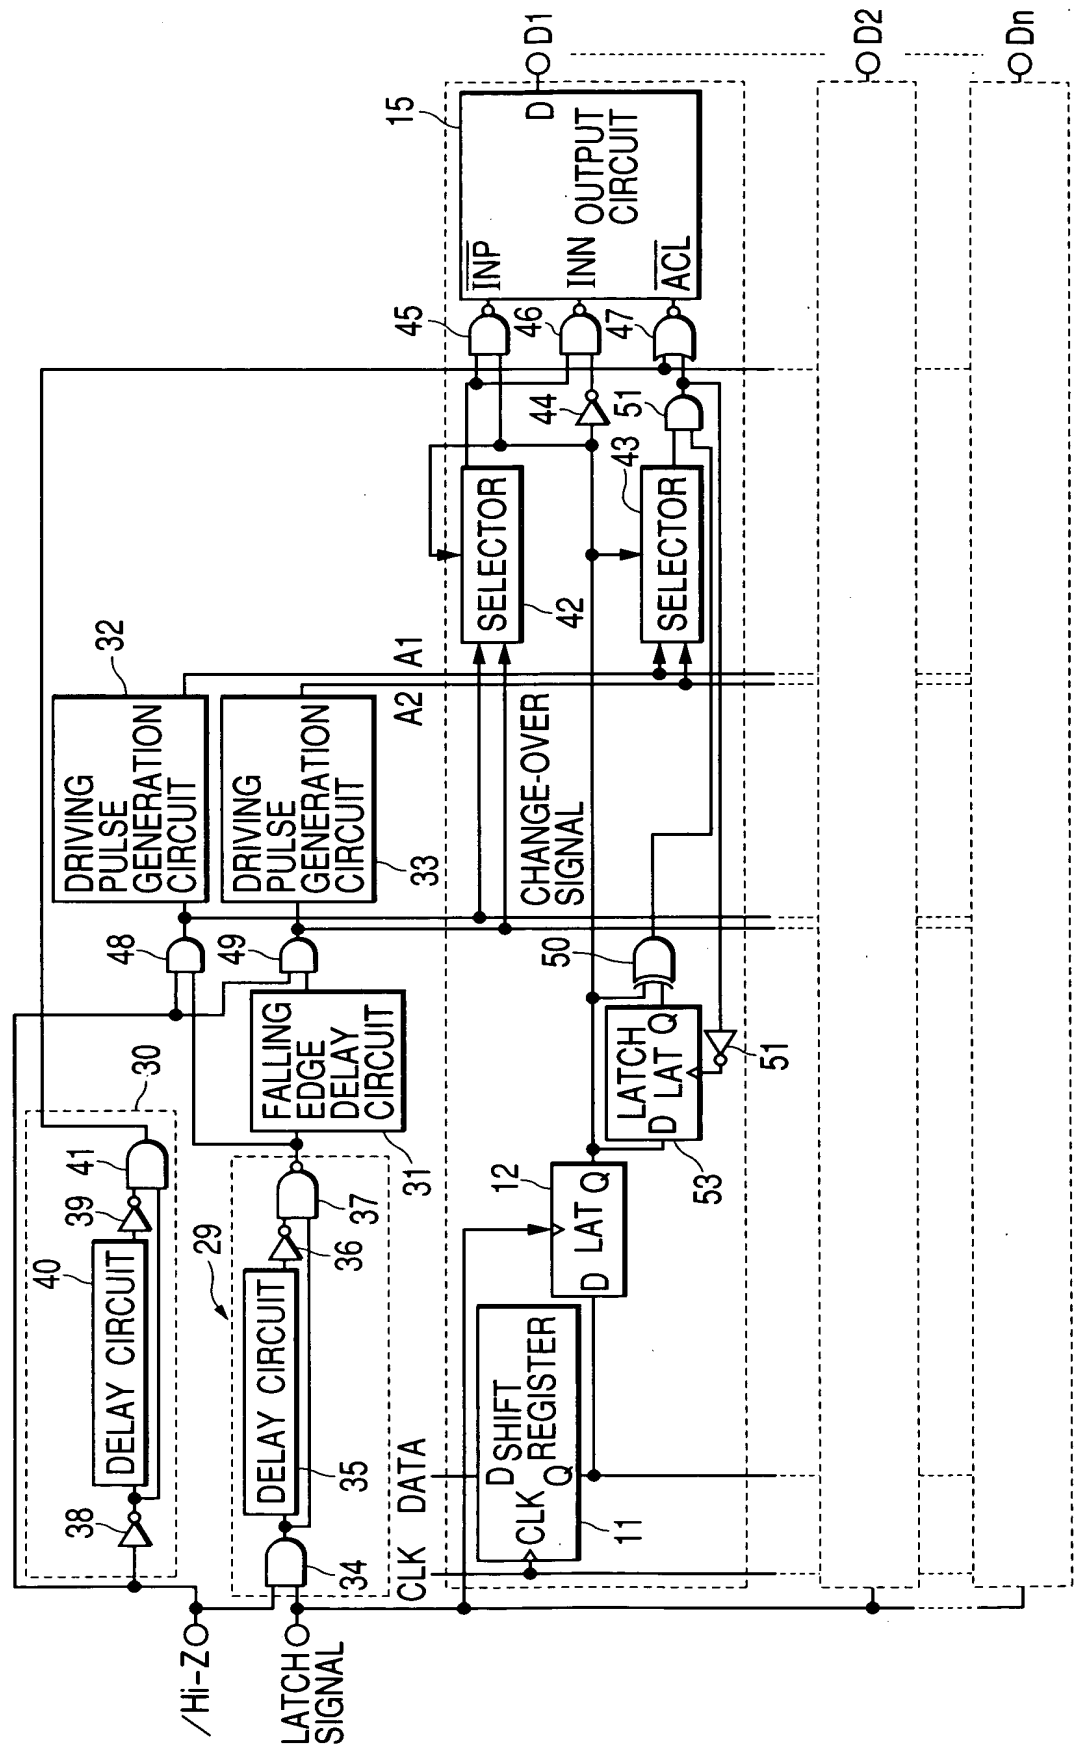 /Hi-Z
LATCH
SIGNAL
38
40
DELAY CIRCUIT
39
41
30
34
35
DELAY CIRCUIT
29
36
37
31
FALLING
EDGE
DELAY
CIRCUIT
48
49
DRIVING
PULSE
GENERATION
CIRCUIT
32
DRIVING
PULSE
GENERATION
CIRCUIT
33
A2 A1
CLK DATA
CHANGE-OVER
SIGNAL
D SHIFT
REGISTER
CLK Q
11
12
D LAT Q
LATCH
D LAT Q
53
50
51
SELECTOR
42
SELECTOR
43
44
51
45
46
47
15
INP
INN
ACL
OUTPUT
CIRCUIT
D
D1
D2
Dn